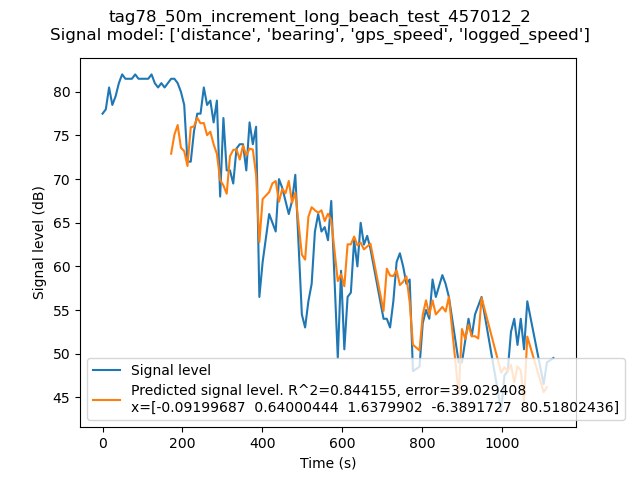 tag78_50m_increment_long_beach_test_457012_2
Signal model: ['distance', 'bearing', 'gps_speed', 'logged_speed']
80
75
70
65
60
55
50
45
Signal level (dB)
Signal level
Predicted signal level. R^2=0.844155, error=39.029408
x=[-0.09199687  0.64000444  1.6379902  -6.3891727  80.51802436]
0
200
400
600
800
1000
Time (s)